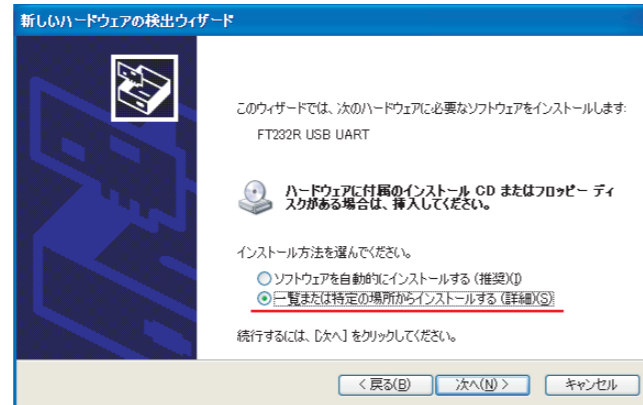 新しいハードウェアの検出ウィザード
このウィザードでは、次のハードウェアに必要なソフトウェアをインストールします:
FT232R USB UART
ハードウェアに付属のインストール CD またはフロッピー ディ
スクがある場合は、挿入してください。
インストール方法を選んでください。
ソフトウェアを自動的にインストールする (推奨)(I)
一覧または特定の場所からインストールする (詳細)(S)
続行するには、[次へ] をクリックしてください。
< 戻る(B)
次へ(N) >
キャンセル